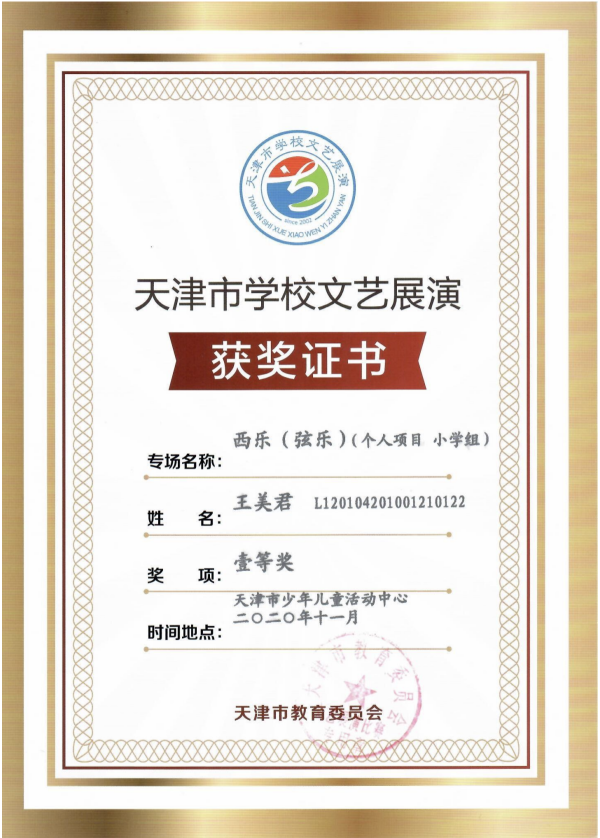 天津市学校文艺展演
TIAN JIN SHI XUE XIAO WEN YI ZHAN YAN
since 2002
天津市学校文艺展演
获奖证书
专场名称：西乐（弦乐）（个人项目 小学组）
姓 名：王美君 L120104201001210122
奖 项：壹等奖
天津市少年儿童活动中心
时间地点：二〇二〇年十一月
天津市教育委员会
天津市教育委员会